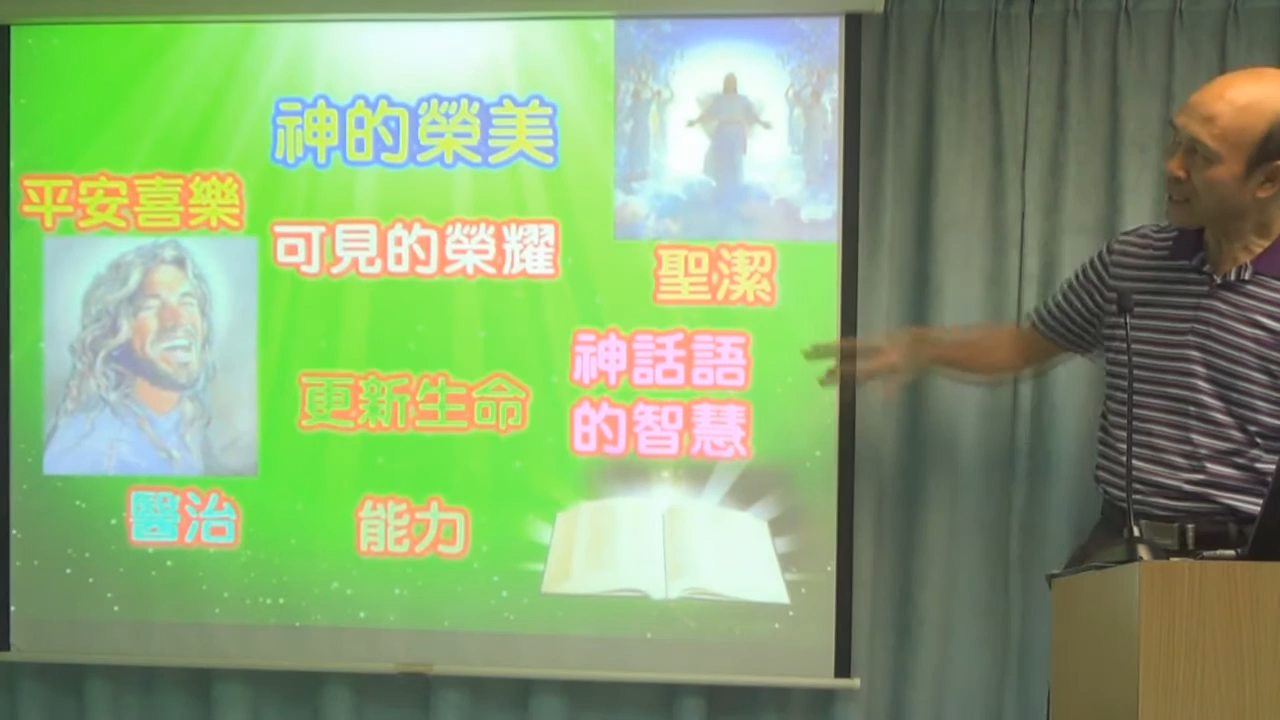 神的榮美
平安喜樂
可見的榮耀
聖潔
神話語
的智慧
更新生命
醫治
能力